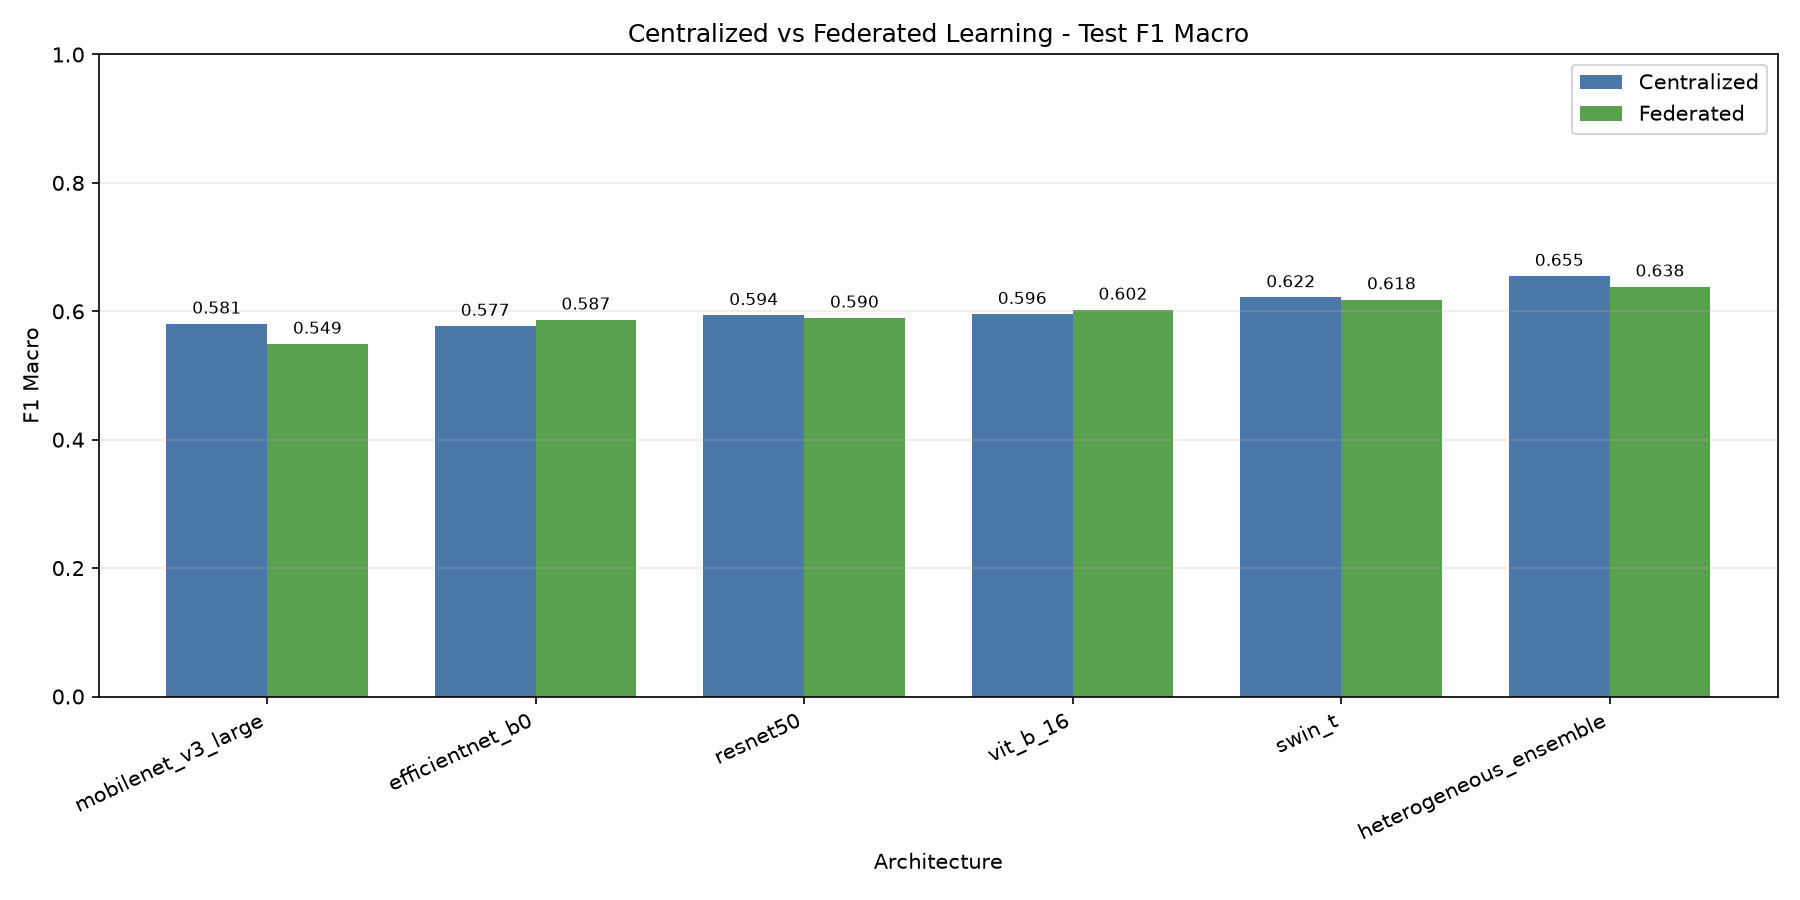 Centralized vs Federated Learning - Test F1 Macro
Centralized
Federated
F1 Macro
1.0
0.8
0.6
0.4
0.2
0.0
0.581
0.549
0.577
0.587
0.594
0.590
0.596
0.602
0.622
0.618
0.655
0.638
mobilenet_v3_large
efficientnet_b0
resnet50
vit_b_16
swin_t
heterogeneous_ensemble
Architecture